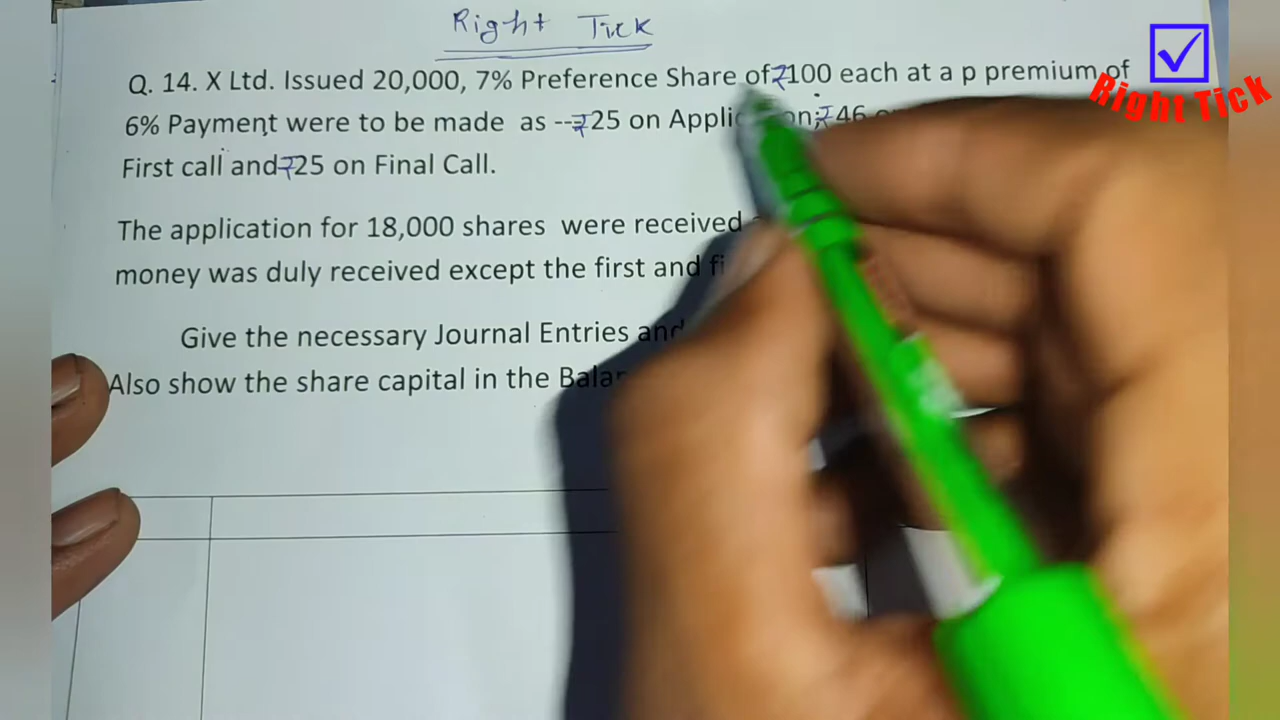 Right Tick
Q. 14. X Ltd. Issued 20,000, 7% Preference Share of ₹100 each at a p premium of
6% Payment were to be made as --₹25 on Application; ₹46
First call and ₹25 on Final Call.
The application for 18,000 shares were received
money was duly received except the first and
Give the necessary Journal Entries and
Also show the share capital in the
Right Tick